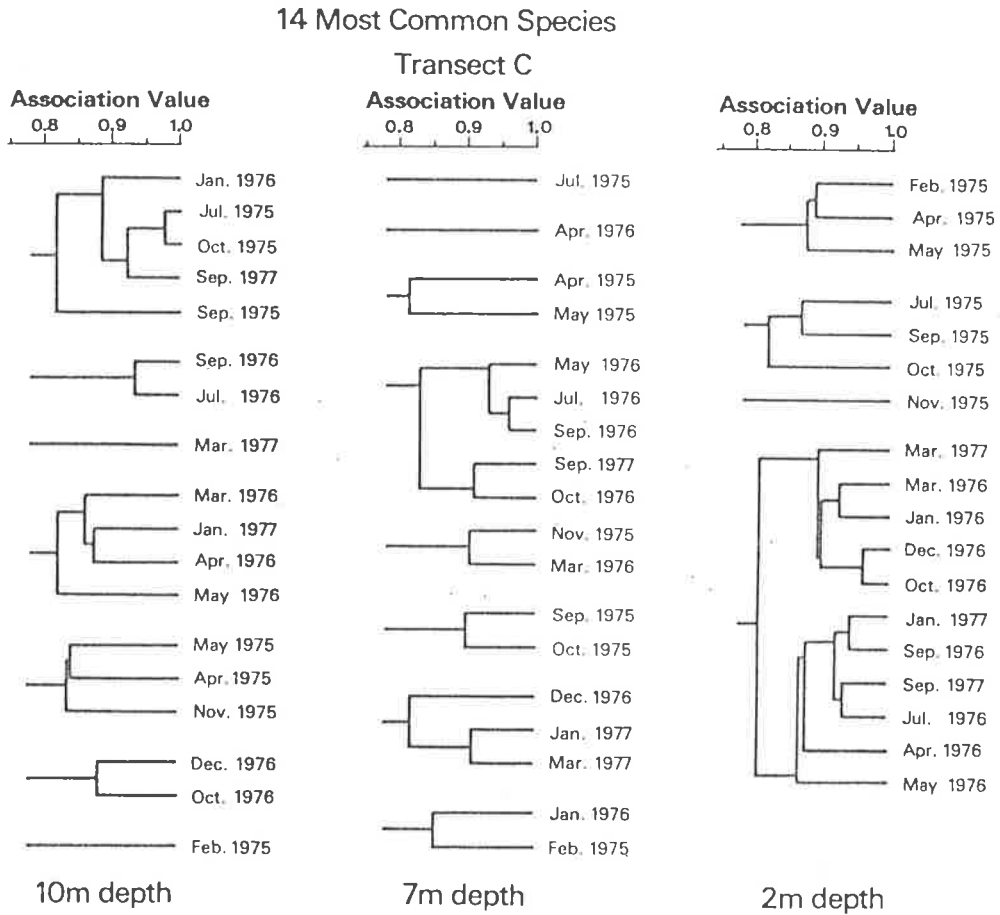 14 Most Common Species
Transect C
Association Value
0.8 0.9 1.0
Jan. 1976
Jul. 1975
Oct. 1975
Sep. 1977
Sep. 1975
Sep. 1976
Jul. 1976
Mar. 1977
Mar. 1976
Jan. 1977
Apr. 1976
May 1976
May 1975
Apr. 1975
Nov. 1975
Dec. 1976
Oct. 1976
Feb. 1975
10m depth
Association Value
0.8 0.9 1.0
Jul. 1975
Apr. 1976
Apr. 1975
May 1975
May 1976
Jul. 1976
Sep. 1976
Sep. 1977
Oct. 1976
Nov. 1975
Mar. 1976
Sep. 1975
Oct. 1975
Dec. 1976
Jan. 1977
Mar. 1977
Jan. 1976
Feb. 1975
7m depth
Association Value
0.8 0.9 1.0
Feb. 1975
Apr. 1975
May 1975
Jul. 1975
Sep. 1975
Oct. 1975
Nov. 1975
Mar. 1977
Mar. 1976
Jan. 1976
Dec. 1976
Oct. 1976
Jan. 1977
Sep. 1976
Sep. 1977
Jul. 1976
Apr. 1976
May 1976
2m depth